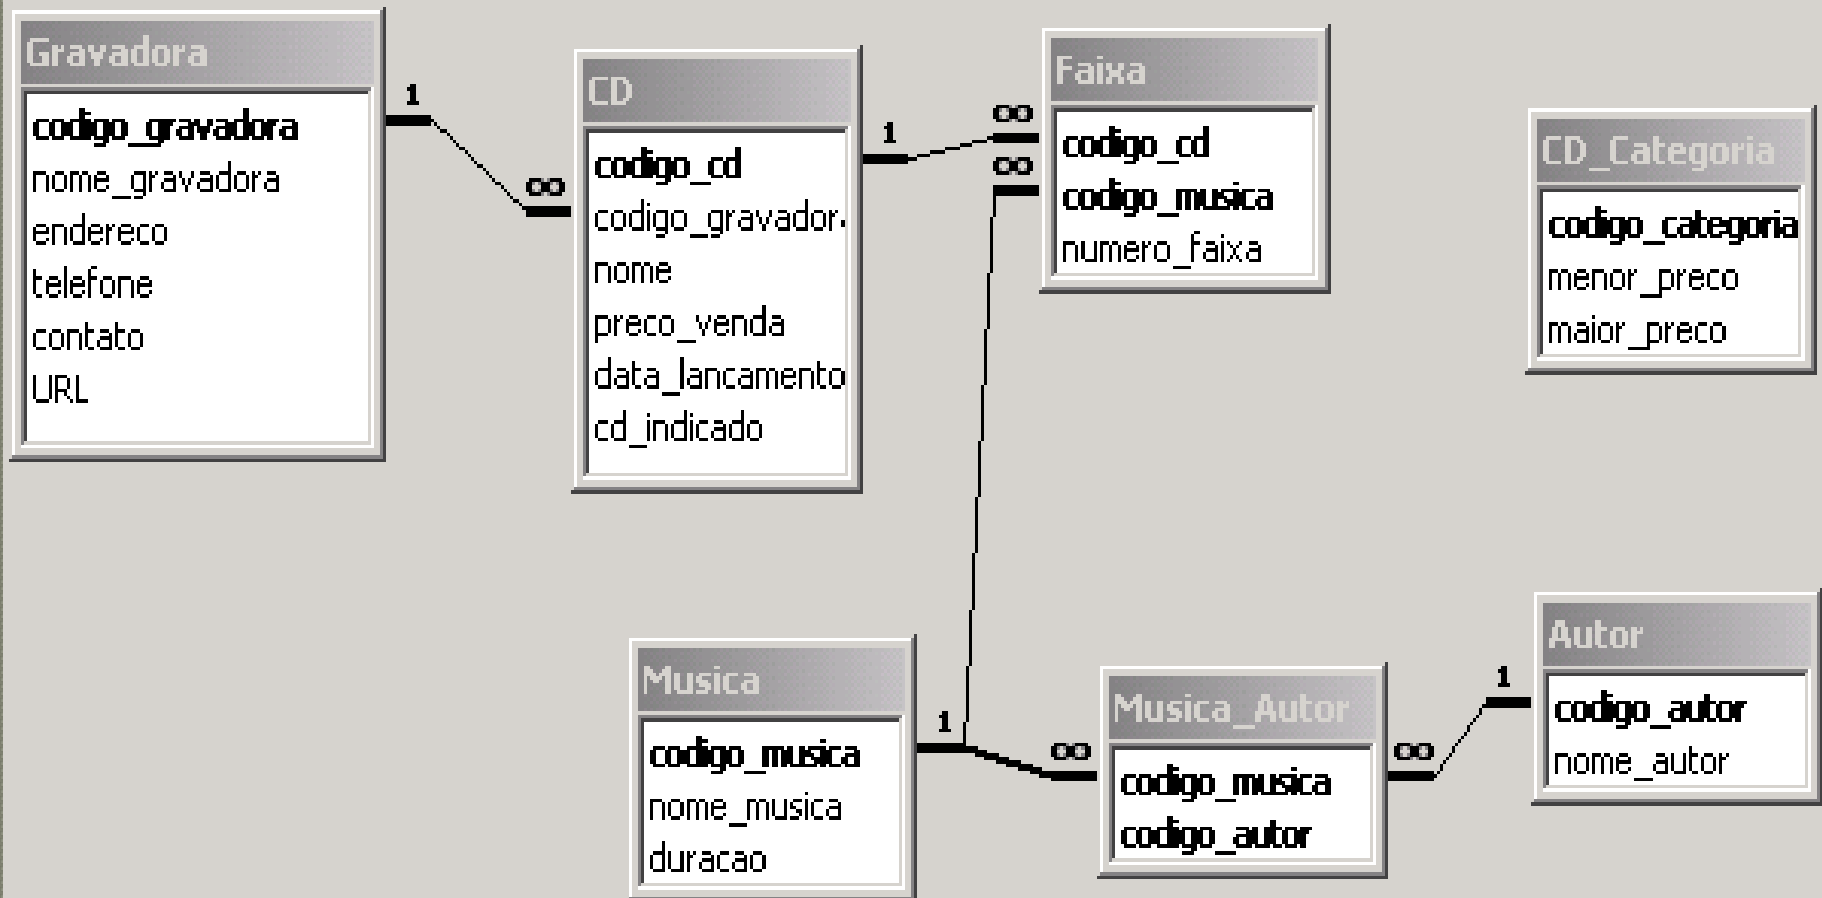 Gravadora
codigo_gravadora
nome_gravadora
endereco
telefone
contato
URL
1
∞
CD
codigo_cd
codigo_gravador
nome
preco_venda
data_lancamento
cd_indicado
1
∞
∞
Faixa
codigo_cd
codigo_musica
numero_faixa
CD_Categoria
codigo_categoria
menor_preco
maior_preco
Musica
codigo_musica
nome_musica
duracao
1
∞
Musica_Autor
codigo_musica
codigo_autor
∞
1
Autor
codigo_autor
nome_autor